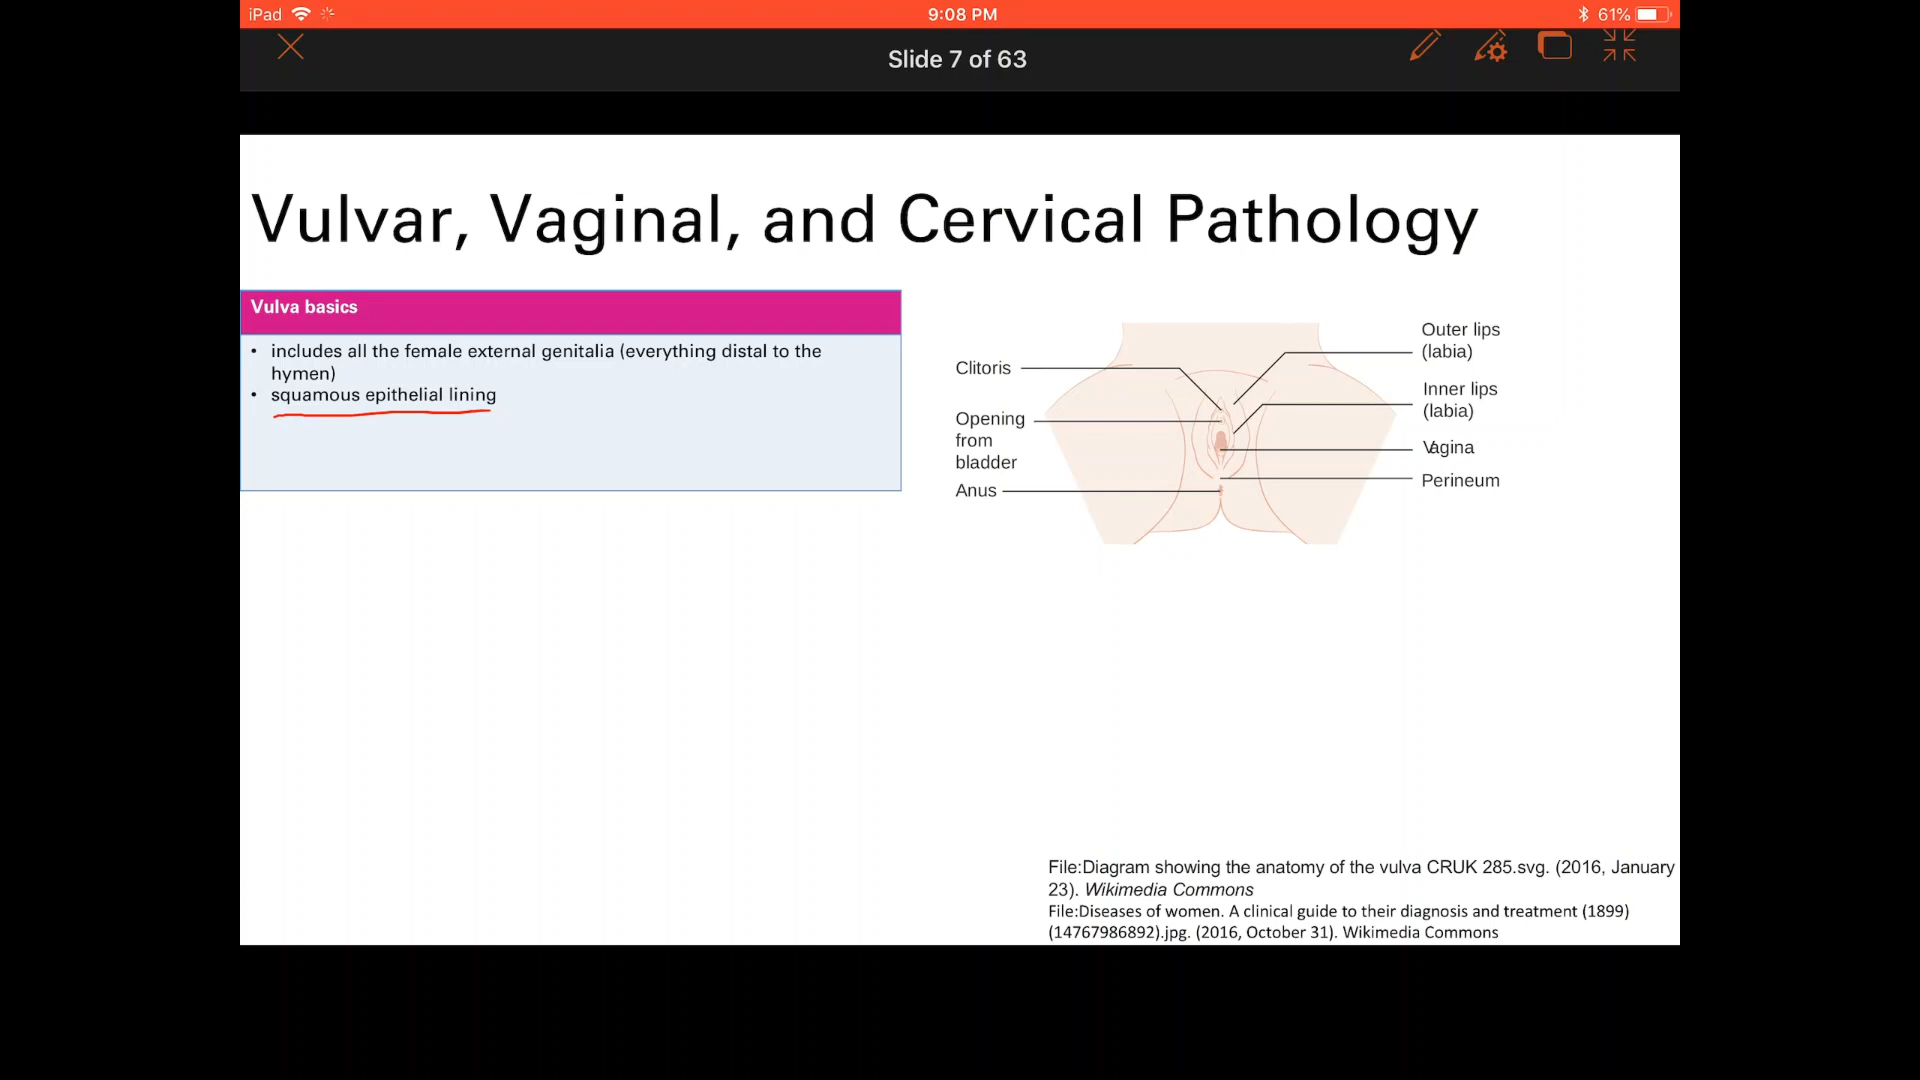 iPad
9:08 PM
61%
Slide 7 of 63
Vulvar, Vaginal, and Cervical Pathology
Vulva basics
• includes all the female external genitalia (everything distal to the
hymen)
• squamous epithelial lining
Clitoris
Opening
from
bladder
Anus
Outer lips
(labia)
Inner lips
(labia)
Vagina
Perineum
File:Diagram showing the anatomy of the vulva CRUK 285.svg. (2016, January
23). Wikimedia Commons
File:Diseases of women. A clinical guide to their diagnosis and treatment (1899)
(14767986892).jpg. (2016, October 31). Wikimedia Commons